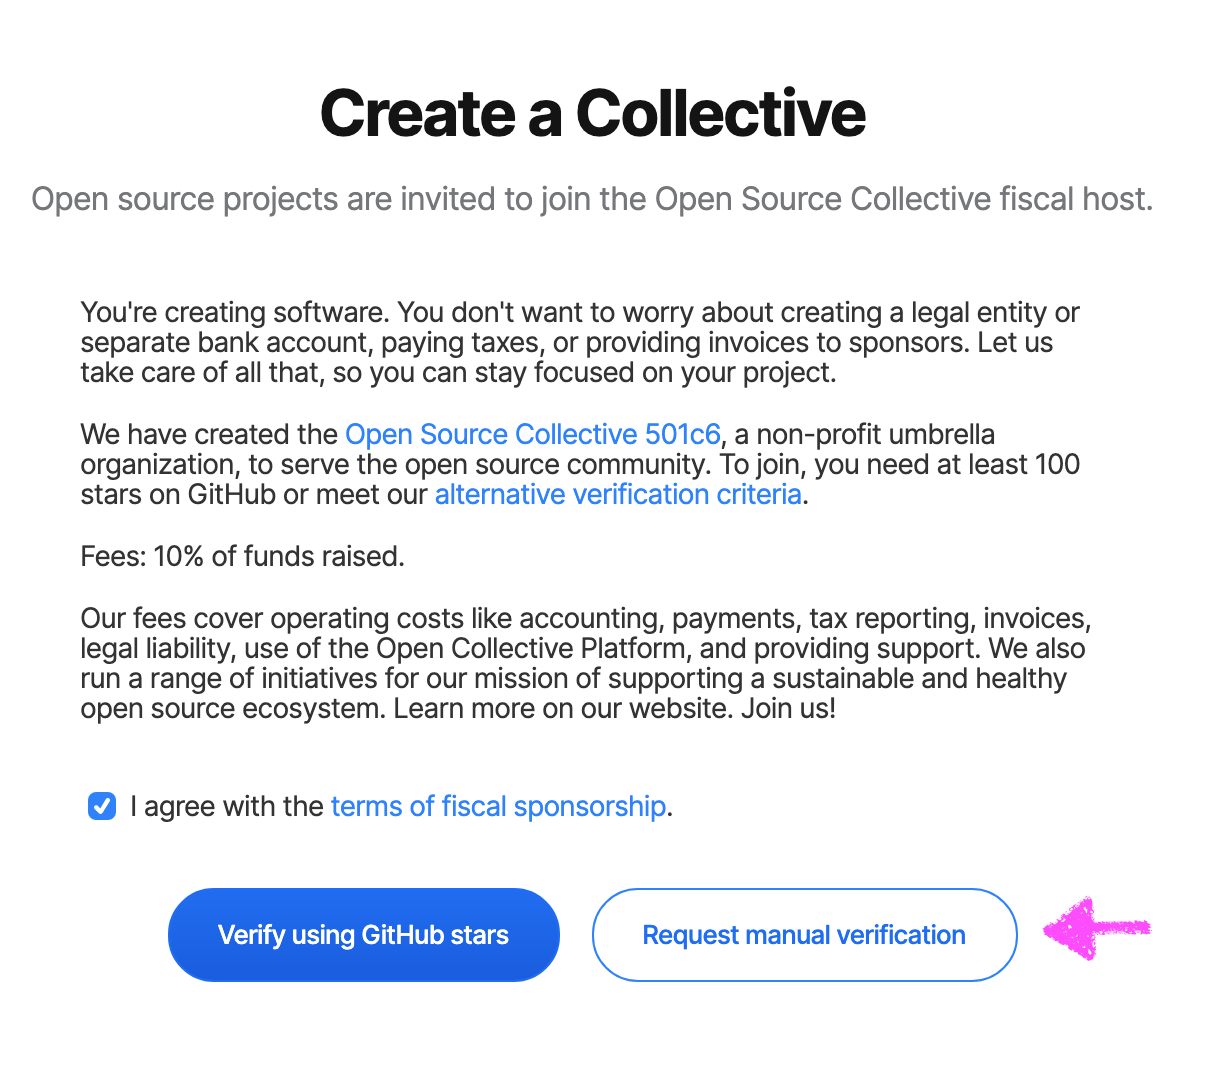 Create a Collective
Open source projects are invited to join the Open Source Collective fiscal host.
You're creating software. You don't want to worry about creating a legal entity or
separate bank account, paying taxes, or providing invoices to sponsors. Let us
take care of all that, so you can stay focused on your project.
We have created the Open Source Collective 501c6, a non-profit umbrella
organization, to serve the open source community. To join, you need at least 100
stars on GitHub or meet our alternative verification criteria.
Fees: 10% of funds raised.
Our fees cover operating costs like accounting, payments, tax reporting, invoices,
legal liability, use of the Open Collective Platform, and providing support. We also
run a range of initiatives for our mission of supporting a sustainable and healthy
open source ecosystem. Learn more on our website. Join us!
I agree with the terms of fiscal sponsorship.
Verify using GitHub stars
Request manual verification